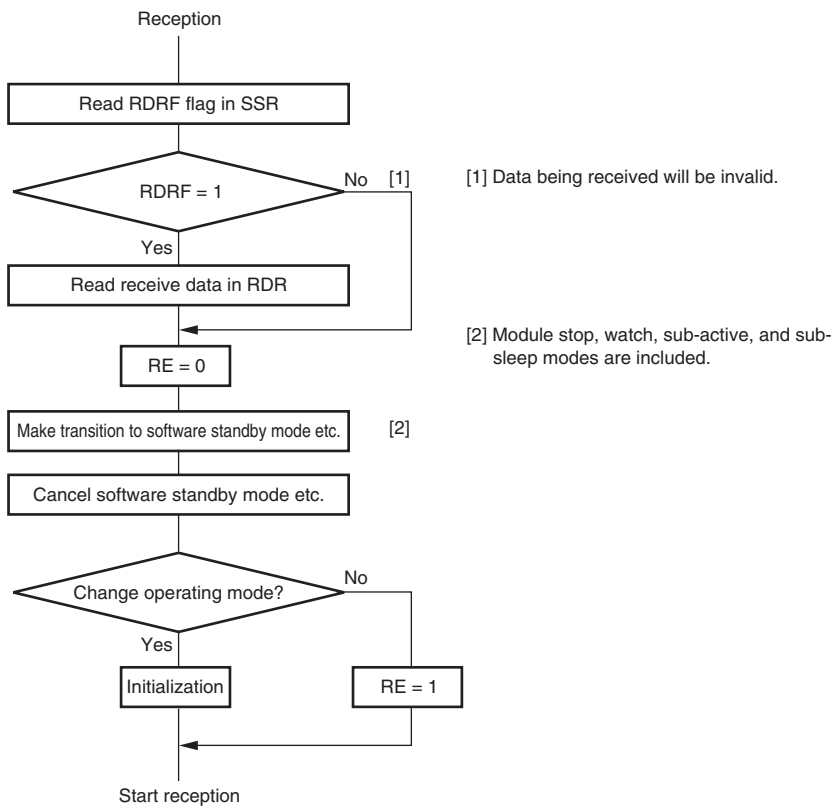 Reception
Read RDRF flag in SSR
RDRF = 1
No [1]
[1] Data being received will be invalid.
Yes
Read receive data in RDR
[2] Module stop, watch, sub-active, and sub-
sleep modes are included.
RE = 0
Make transition to software standby mode etc.
[2]
Cancel software standby mode etc.
Change operating mode?
No
Yes
Initialization
RE = 1
Start reception